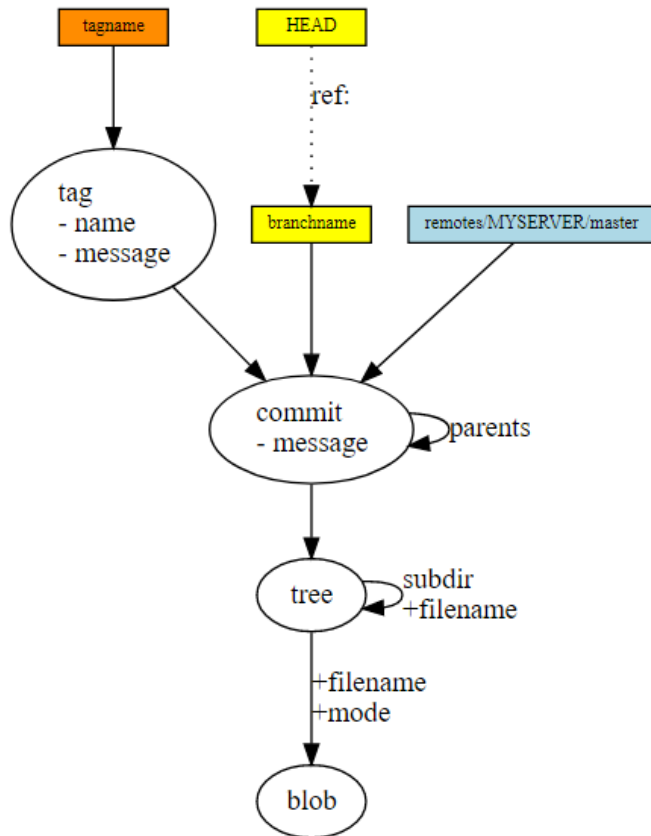 tagname
HEAD
ref:
tag
- name
- message
branchname
remotes/MYSERVER/master
commit
- message
parents
tree
subdir
+filename
+filename
+mode
blob